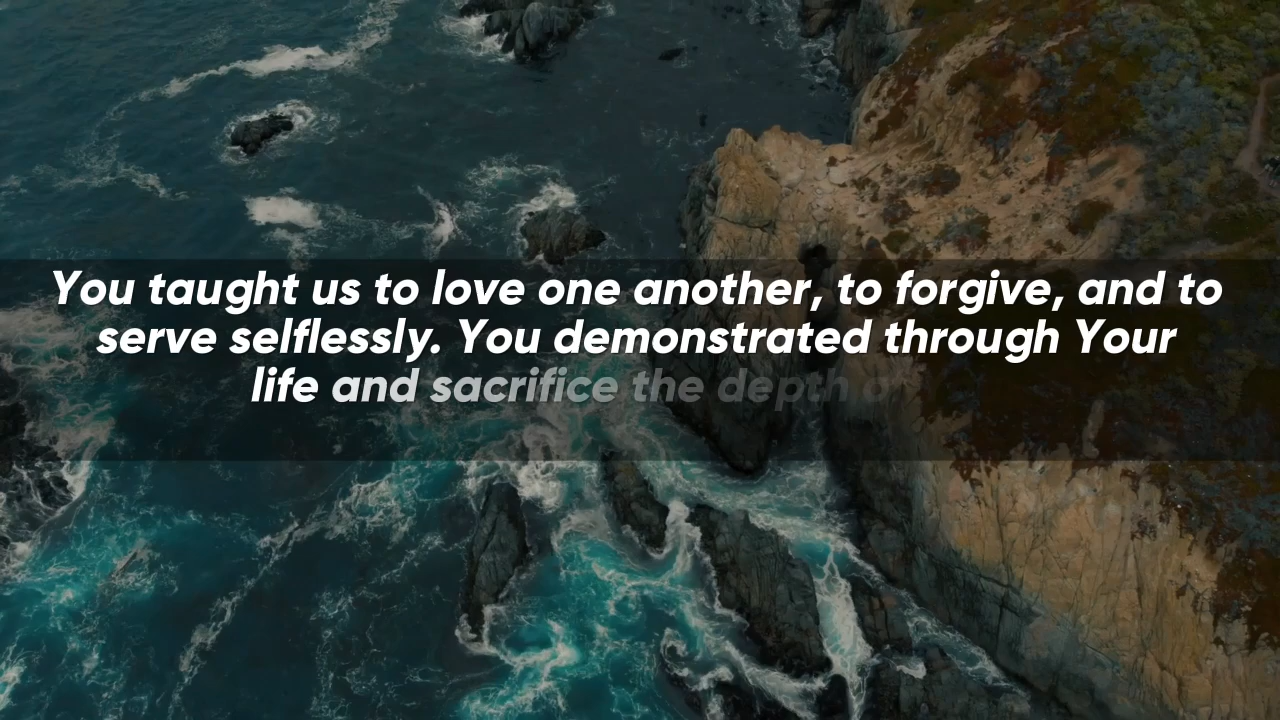 You taught us to love one another, to forgive, and to
serve selflessly. You demonstrated through Your
life and sacrifice the depth